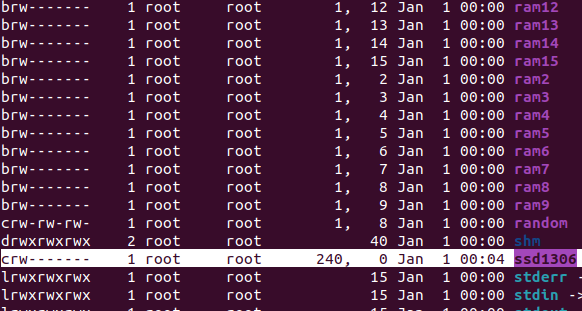 brw------- 1 root root 1, 12 Jan 1 00:00 ram12
brw------- 1 root root 1, 13 Jan 1 00:00 ram13
brw------- 1 root root 1, 14 Jan 1 00:00 ram14
brw------- 1 root root 1, 15 Jan 1 00:00 ram15
brw------- 1 root root 1, 2 Jan 1 00:00 ram2
brw------- 1 root root 1, 3 Jan 1 00:00 ram3
brw------- 1 root root 1, 4 Jan 1 00:00 ram4
brw------- 1 root root 1, 5 Jan 1 00:00 ram5
brw------- 1 root root 1, 6 Jan 1 00:00 ram6
brw------- 1 root root 1, 7 Jan 1 00:00 ram7
brw------- 1 root root 1, 8 Jan 1 00:00 ram8
brw------- 1 root root 1, 9 Jan 1 00:00 ram9
crw-rw-rw- 1 root root 1, 8 Jan 1 00:00 random
drwxrwxrwx 2 root root 40 Jan 1 00:00 shm
crw------- 1 root root 240, 0 Jan 1 00:04 ssd1306
lrwxrwxrwx 1 root root 15 Jan 1 00:00 stderr -
lrwxrwxrwx 1 root root 15 Jan 1 00:00 stdin ->